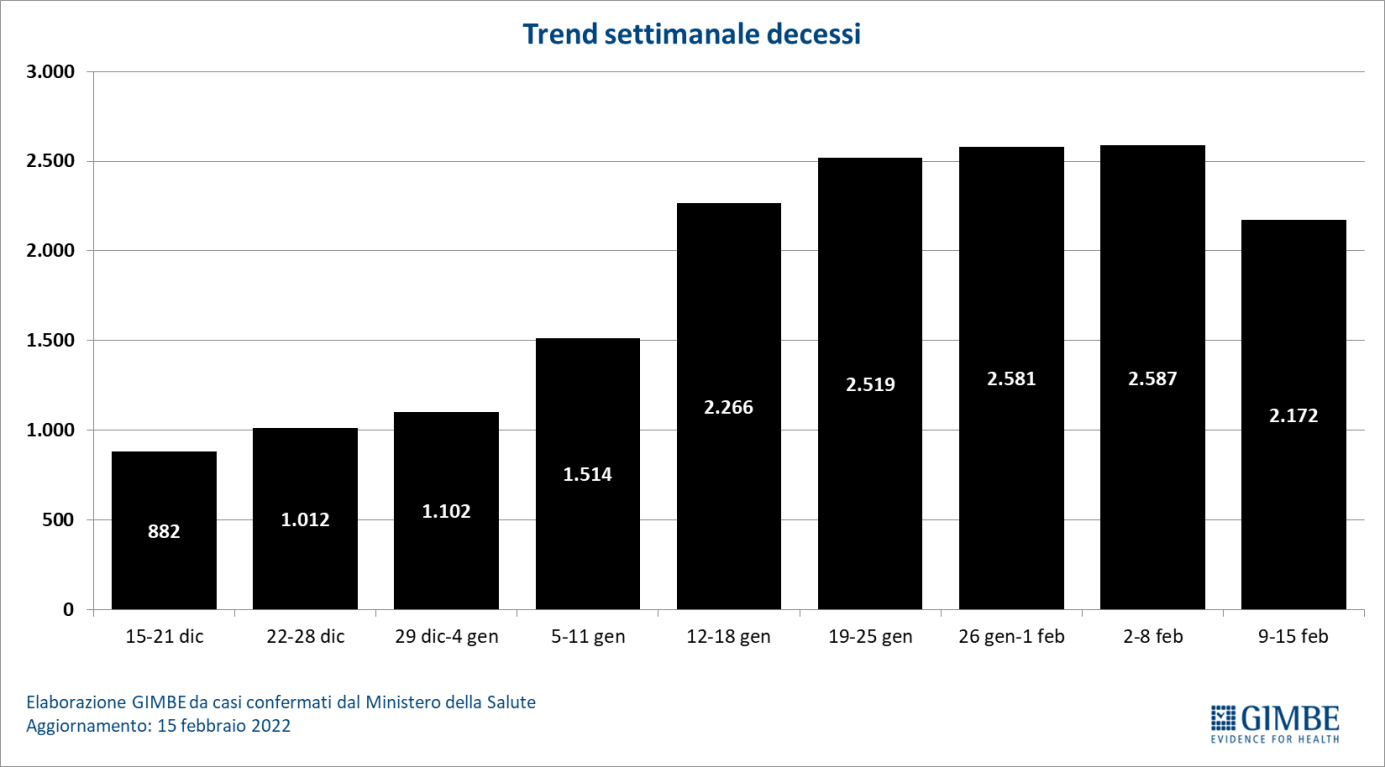 Trend settimanale decessi
3.000
2.500
2.000
1.500
1.000
500
0
882
1.012
1.102
1.514
2.266
2.519
2.581
2.587
2.172
15-21 dic
22-28 dic
29 dic-4 gen
5-11 gen
12-18 gen
19-25 gen
26 gen-1 feb
2-8 feb
9-15 feb
Elaborazione GIMBE da casi confermati dal Ministero della Salute
Aggiornamento: 15 febbraio 2022
GIMBE
EVIDENCE FOR HEALTH